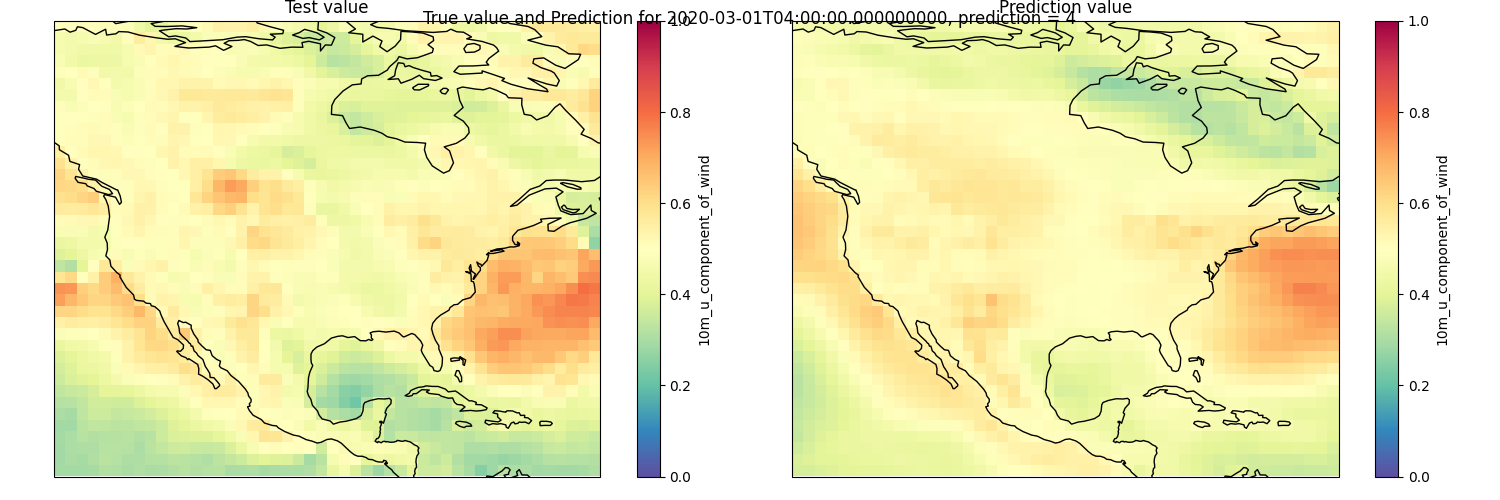 True value and Prediction for 2020-03-01T04:00:00.000000000, prediction = 4
Test value
1.0
0.8
0.6
0.4
0.2
0.0
10m_u_component_of_wind
Prediction value
1.0
0.8
0.6
0.4
0.2
0.0
10m_u_component_of_wind